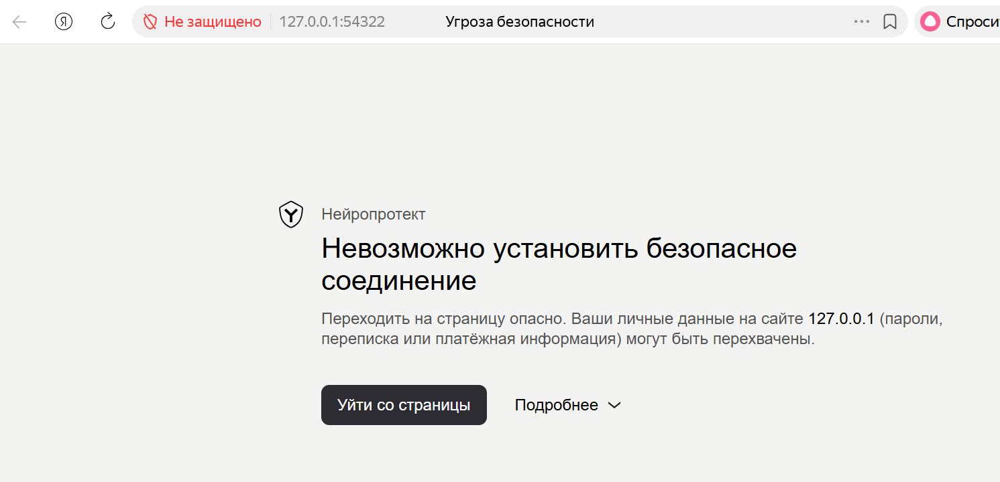 Я Не защищено 127.0.0.1:54322 Угроза безопасности Спроси
Нейропротект
Невозможно установить безопасное
соединение
Переходить на страницу опасно. Ваши личные данные на сайте 127.0.0.1 (пароли,
переписка или платёжная информация) могут быть перехвачены.
Уйти со страницы Подробнее